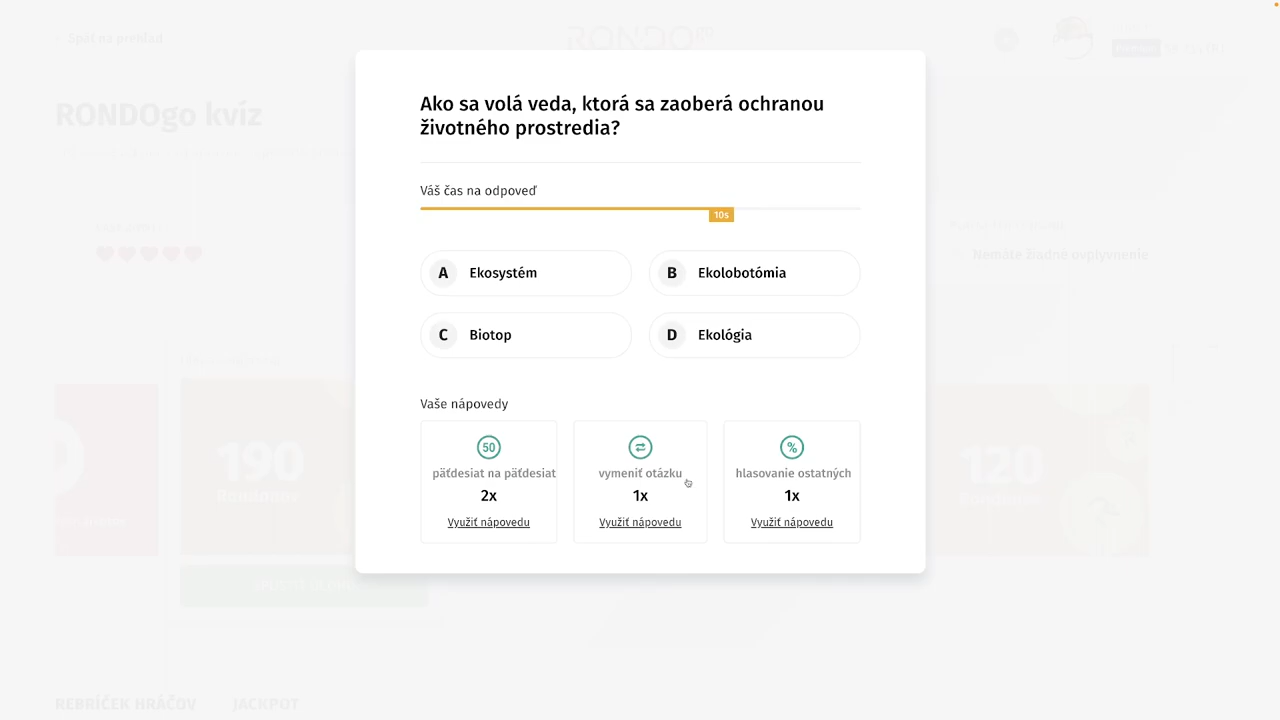 Späť na prehľad
RONDO go
RONDOgo kvíz
Ako sa volá veda, ktorá sa zaoberá ochranou
životného prostredia?
Váš čas na odpoveď
10s
A Ekosystém
B Ekolobotómia
C Biotop
D Ekológia
Nemáte žiadne ovplyvnenie
Vaše nápovedy
50
päťdesiat na päťdesiat
2x
Využiť nápovedu
vymeniť otázku
1x
Využiť nápovedu
%
hlasovanie ostatných
1x
Využiť nápovedu
190
120
REBRÍČEK HRÁČOV
JACKPOT